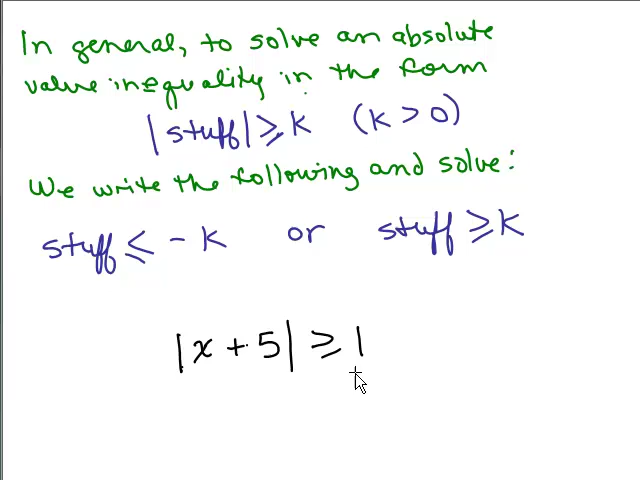 In general, to solve an absolute
value inequality in the form
|stuff| ≥ k (k > 0)
We write the following and solve:
stuff ≤ - k or stuff ≥ k
|x + 5| ≥ 1